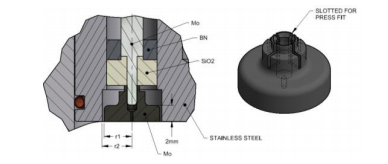 Mo
BN
SiO2
r1
r2
2mm
STAINLESS STEEL
Mo
SLOTTED FOR
PRESS FIT